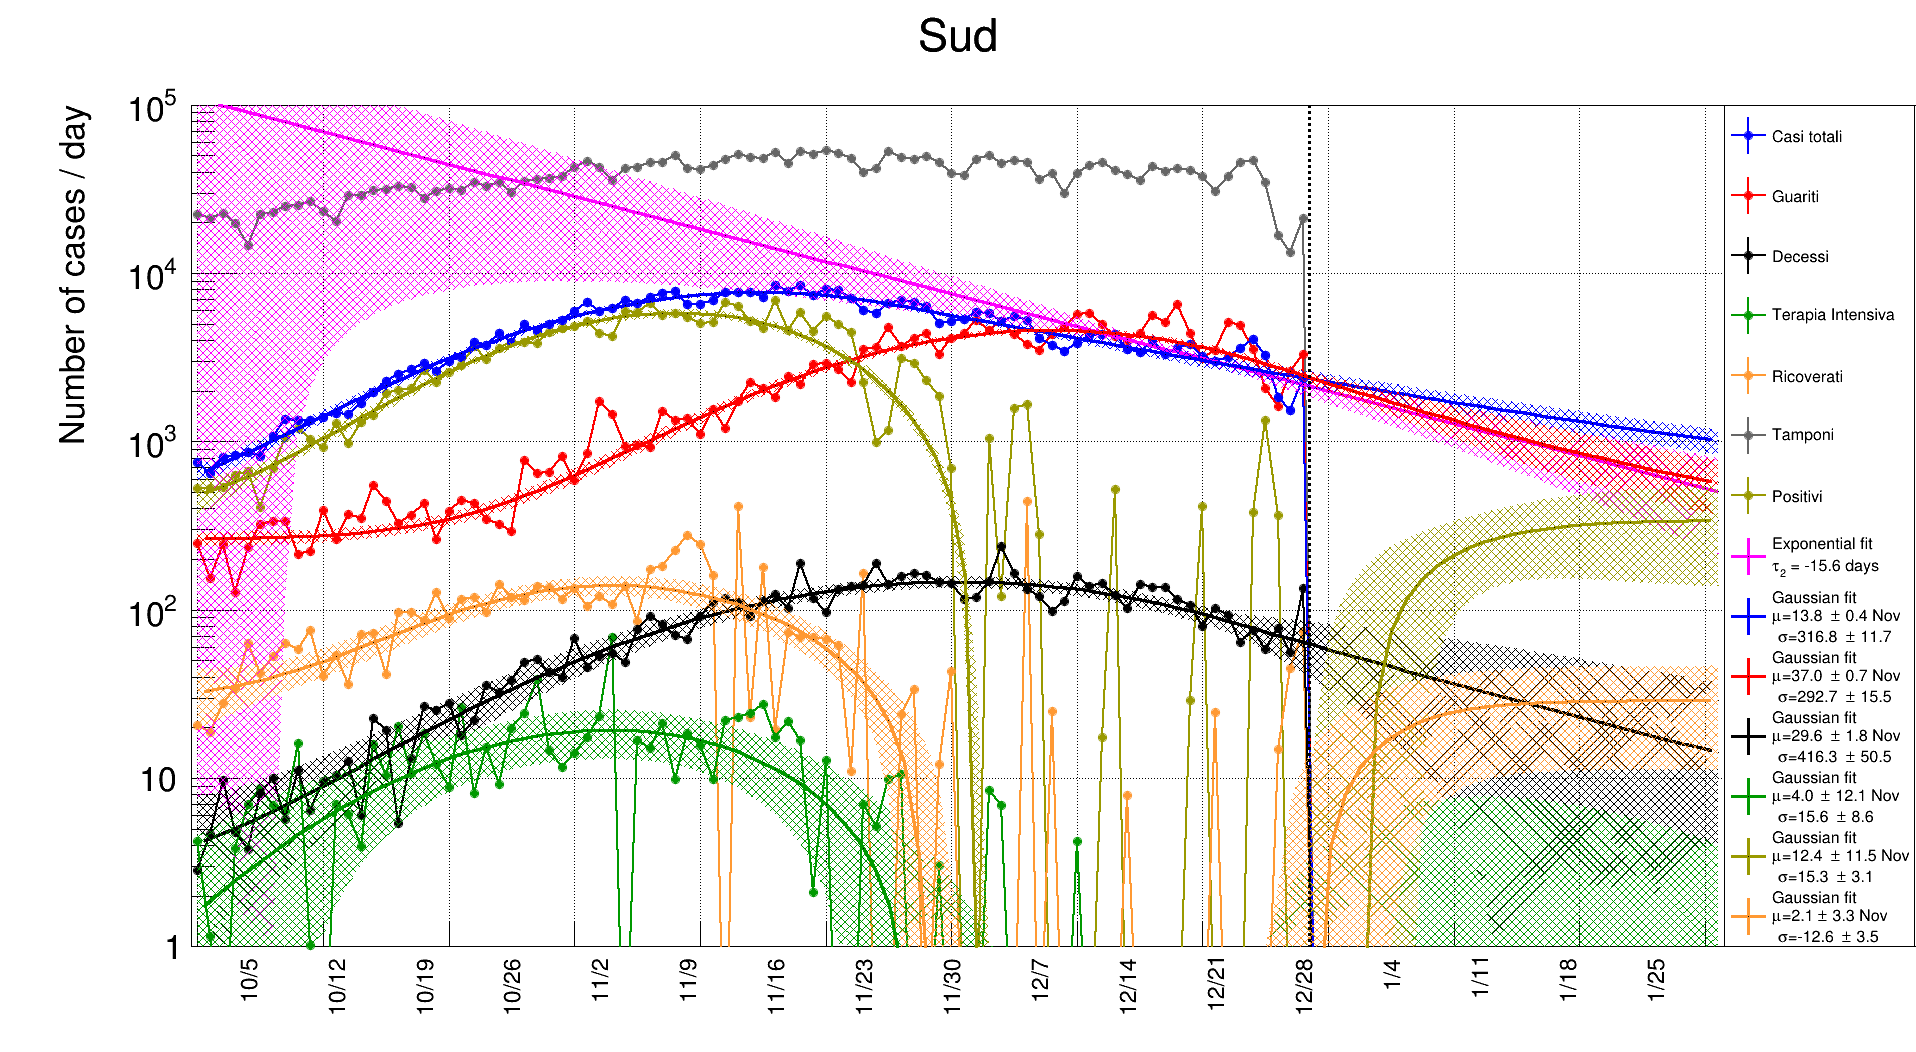 Sud
Number of cases / day
10^5
10^4
10^3
10^2
10
1
10/5
10/12
10/19
10/26
11/2
11/9
11/16
11/23
11/30
12/7
12/14
12/21
12/28
1/4
1/11
1/18
1/25
Casi totali
Guariti
Decessi
Terapia Intensiva
Ricoverati
Tamponi
Positivi
Exponential fit
τ2 = -15.6 days
Gaussian fit
μ=13.8 ± 0.4 Nov
σ=316.8 ± 11.7
Gaussian fit
μ=37.0 ± 0.7 Nov
σ=292.7 ± 15.5
Gaussian fit
μ=29.6 ± 1.8 Nov
σ=416.3 ± 50.5
Gaussian fit
μ=4.0 ± 12.1 Nov
σ=15.6 ± 8.6
Gaussian fit
μ=12.4 ± 11.5 Nov
σ=15.3 ± 3.1
Gaussian fit
μ=2.1 ± 3.3 Nov
σ=-12.6 ± 3.5